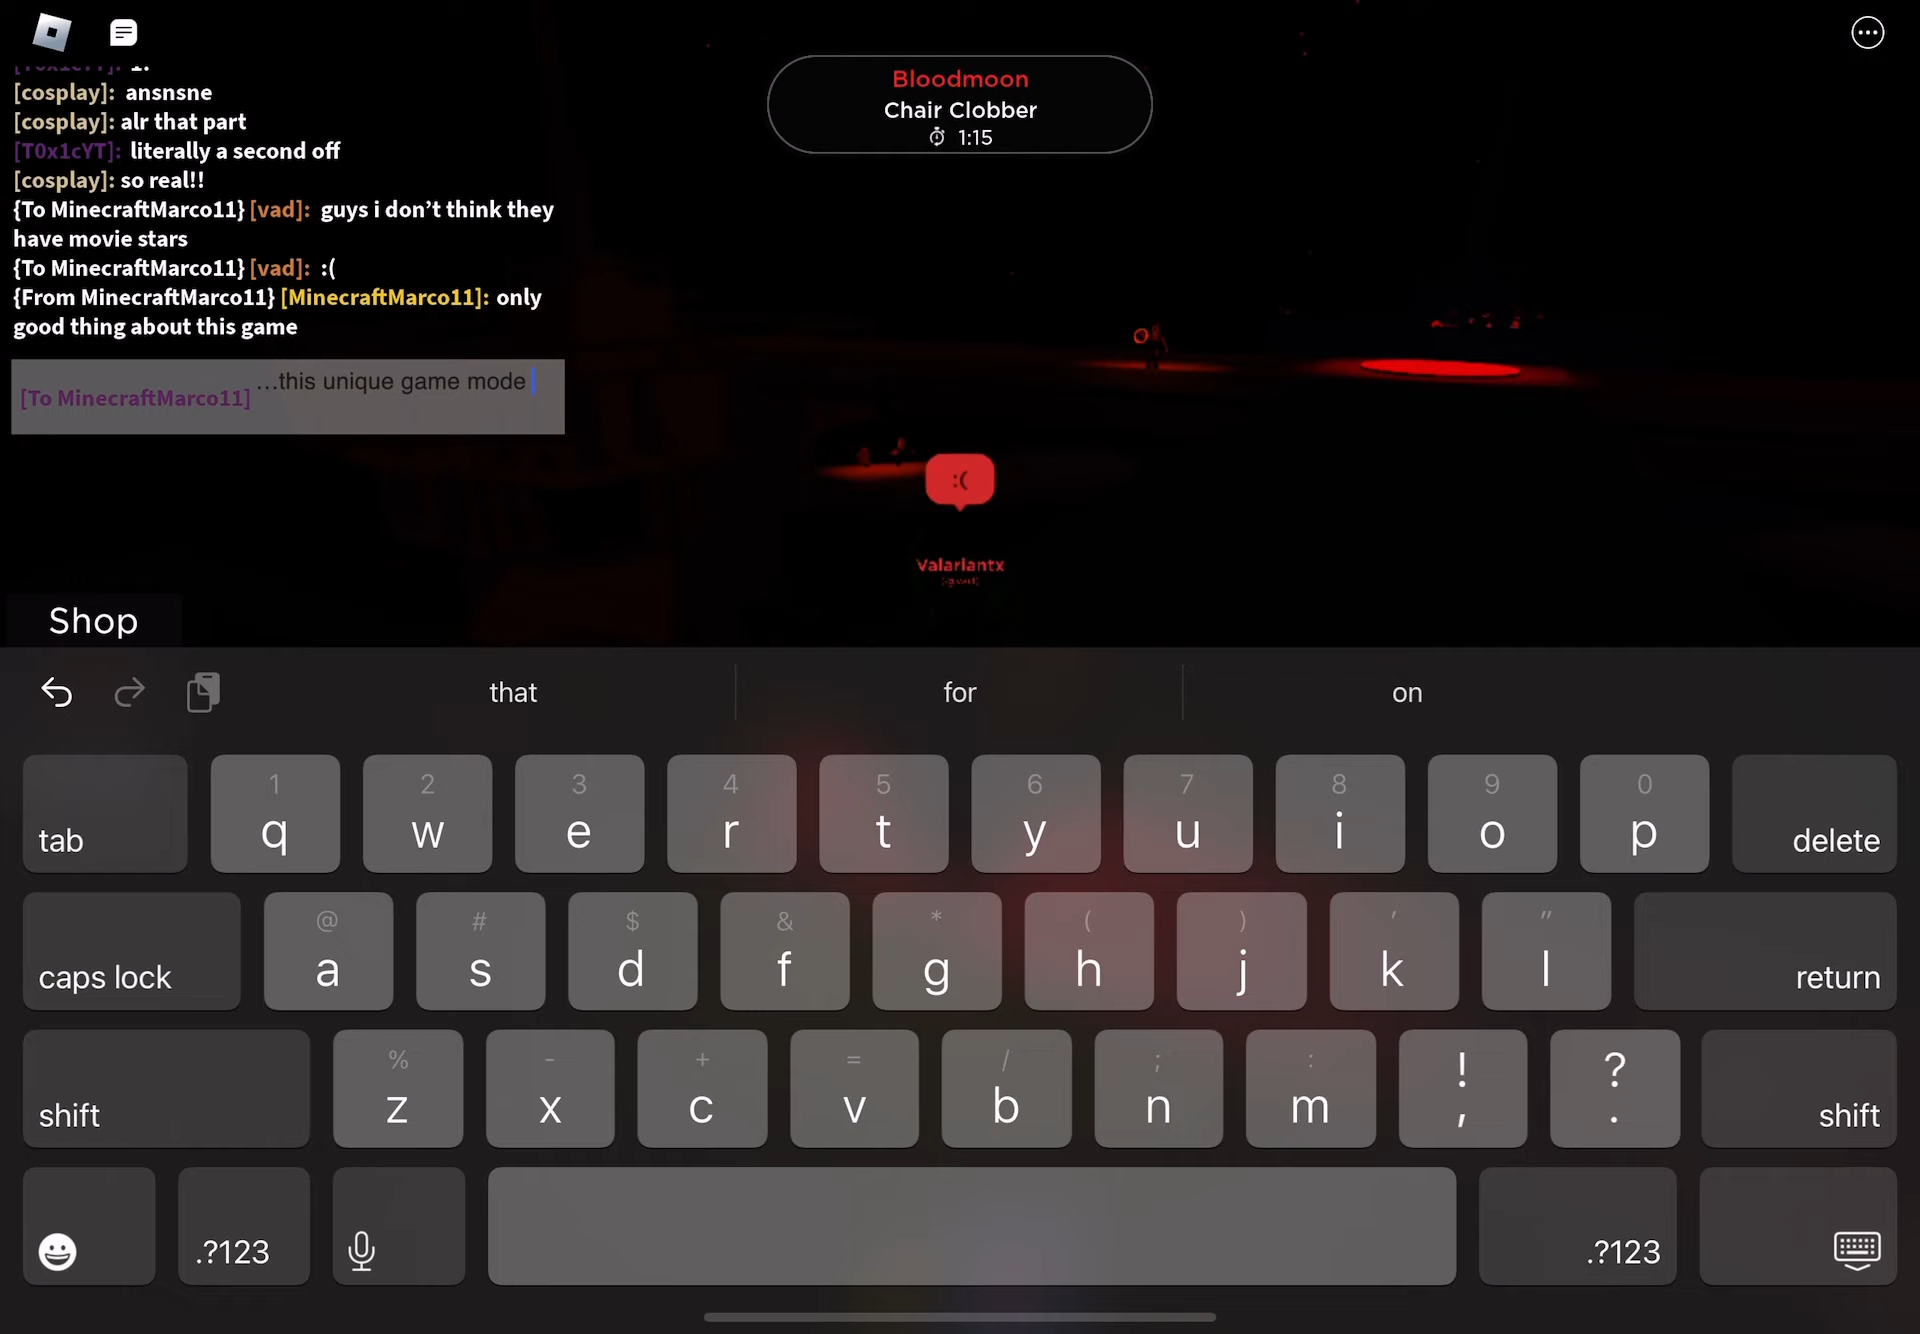 [T0x1cYT]: 1.
[cosplay]: ansnsne
[cosplay]: alr that part
[T0x1cYT]: literally a second off
[cosplay]: so real!!
{To MinecraftMarco11} [vad]: guys i don’t think they
have movie stars
{To MinecraftMarco11} [vad]: :(
{From MinecraftMarco11} [MinecraftMarco11]: only
good thing about this game
[To MinecraftMarco11] …this unique game mode
Bloodmoon
Chair Clobber
1:15
:(
Valariantx
Shop
that for on
1 2 3 4 5 6 7 8 9 0
tab q w e r t y u i o p delete
@ # $ & * ( ) ' "
caps lock a s d f g h j k l return
% - + = / ; : ! ?
shift z x c v b n m , . shift
.?123 .?123